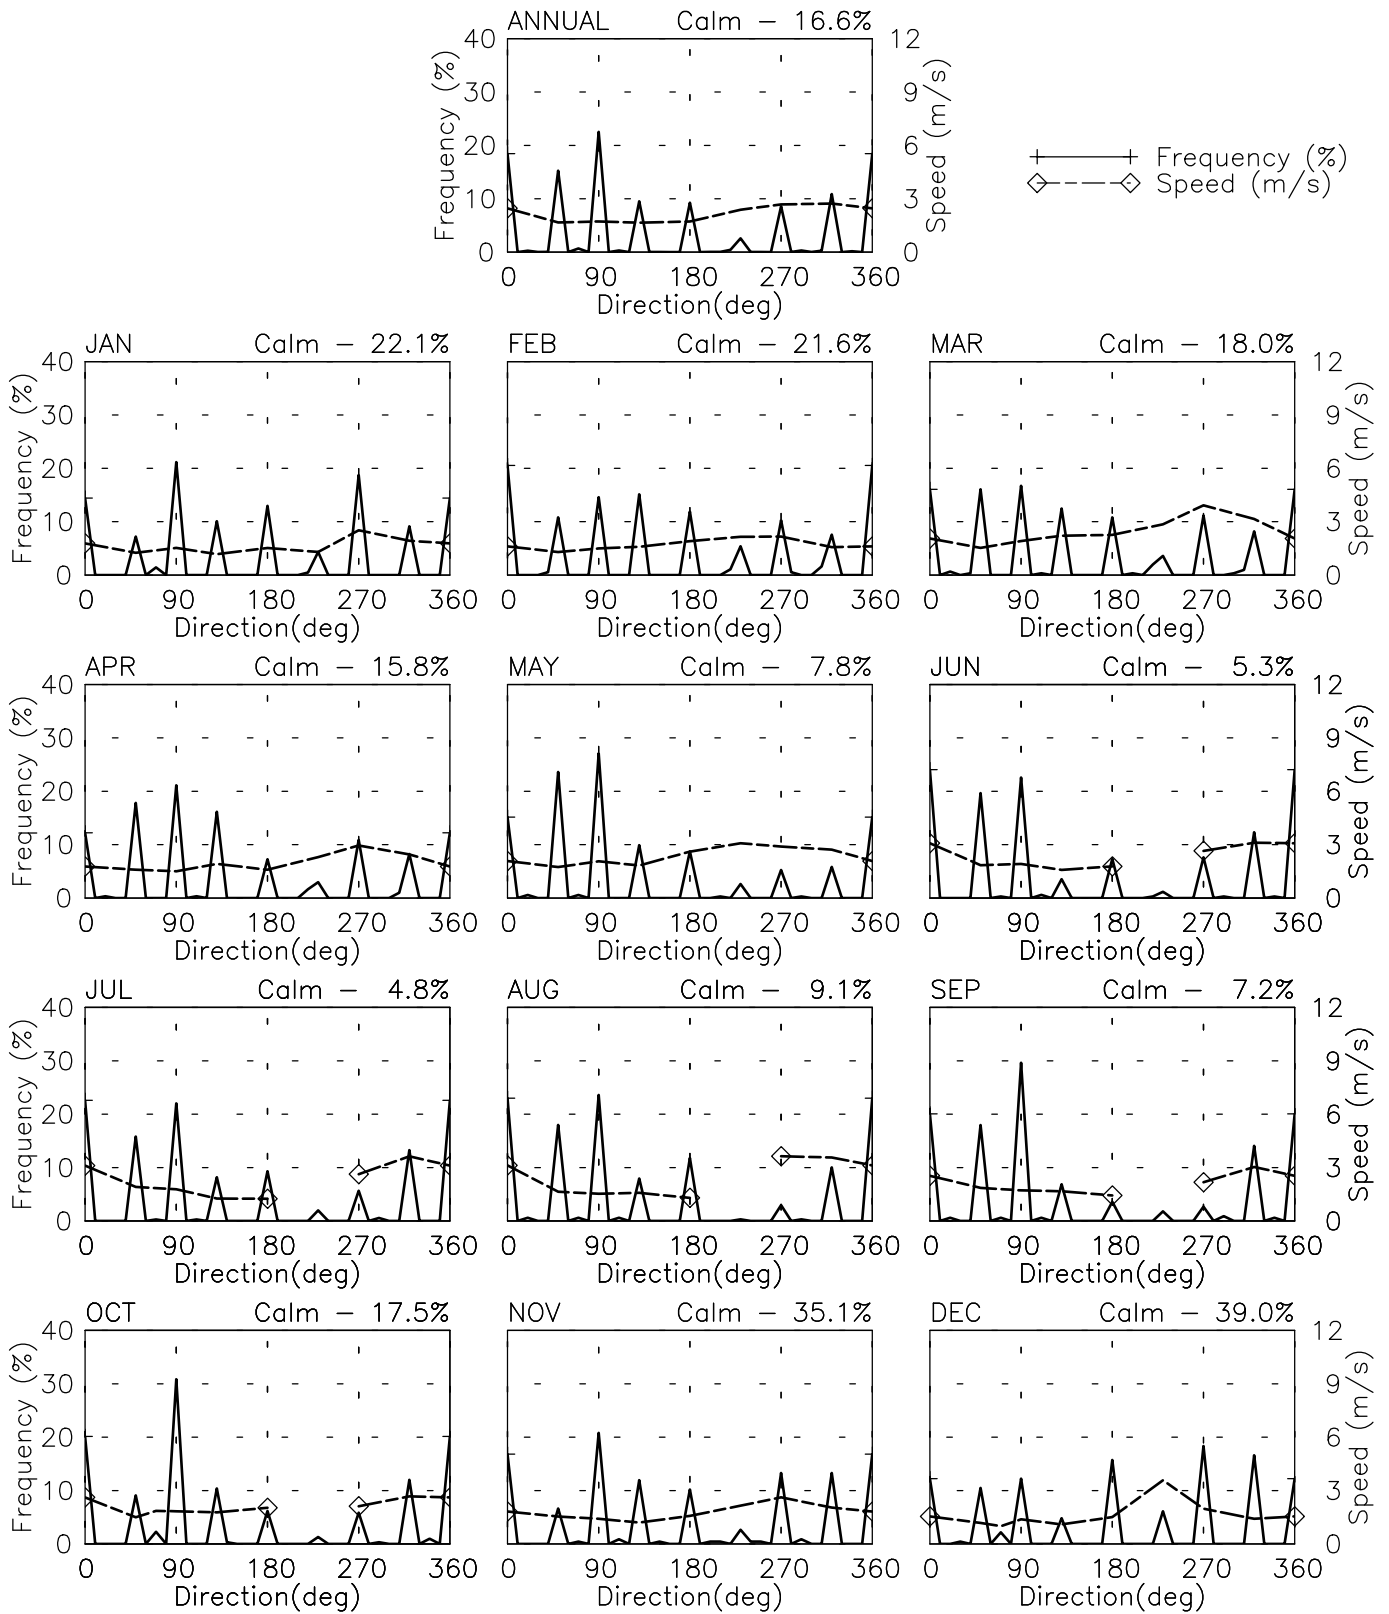 ANNUAL Calm – 16.6%
40 12
30 9
20 6
10 3
0 0
Frequency (%)
Speed (m/s)
0 90 180 270 360
Direction(deg)
Frequency (%)
Speed (m/s)
JAN Calm – 22.1% FEB Calm – 21.6% MAR Calm – 18.0%
40 12
30 9
20 6
10 3
0 0
Frequency (%)
Speed (m/s)
0 90 180 270 360 0 90 180 270 360 0 90 180 270 360
Direction(deg) Direction(deg) Direction(deg)
APR Calm – 15.8% MAY Calm – 7.8% JUN Calm – 5.3%
40 12
30 9
20 6
10 3
0 0
Frequency (%)
Speed (m/s)
0 90 180 270 360 0 90 180 270 360 0 90 180 270 360
Direction(deg) Direction(deg) Direction(deg)
JUL Calm – 4.8% AUG Calm – 9.1% SEP Calm – 7.2%
40 12
30 9
20 6
10 3
0 0
Frequency (%)
Speed (m/s)
0 90 180 270 360 0 90 180 270 360 0 90 180 270 360
Direction(deg) Direction(deg) Direction(deg)
OCT Calm – 17.5% NOV Calm – 35.1% DEC Calm – 39.0%
40 12
30 9
20 6
10 3
0 0
Frequency (%)
Speed (m/s)
0 90 180 270 360 0 90 180 270 360 0 90 180 270 360
Direction(deg) Direction(deg) Direction(deg)